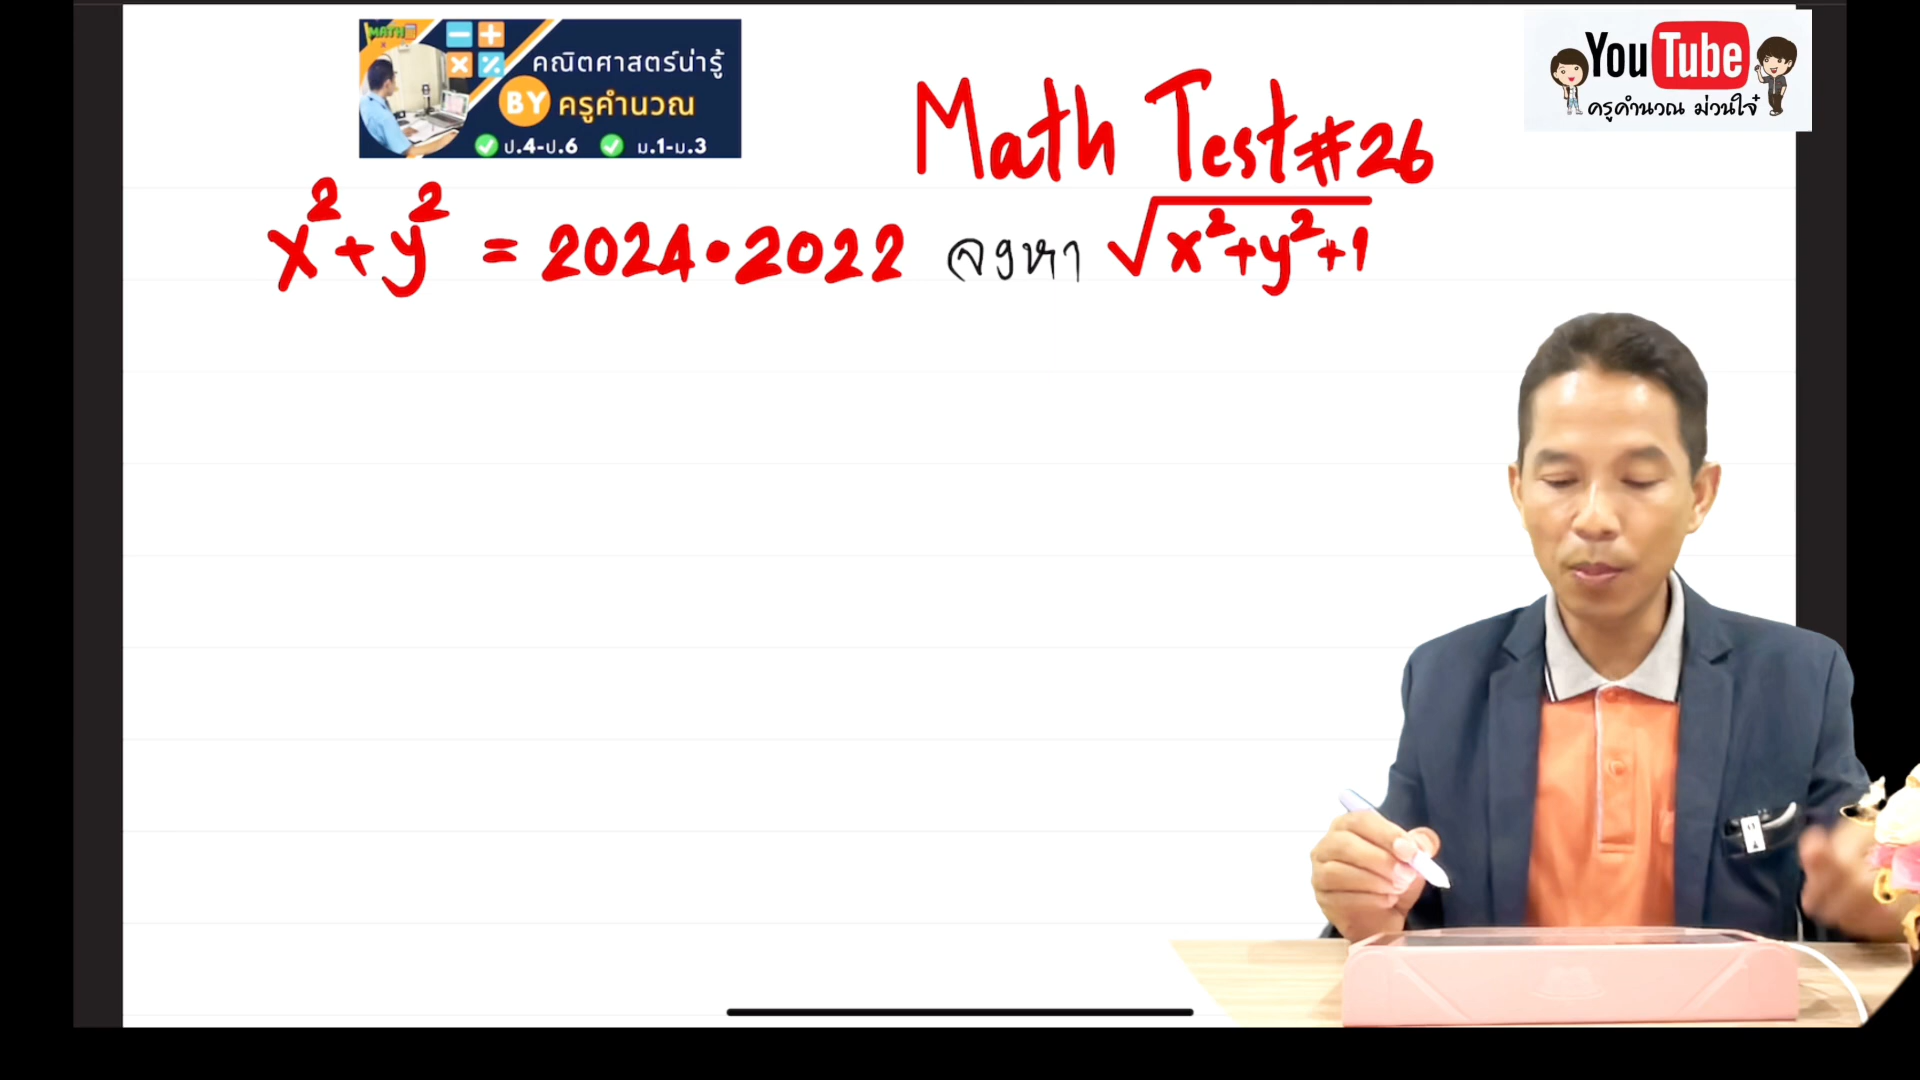 MATH
คณิตศาสตร์น่ารู้
BY ครูคำนวณ
ป.4-ป.6 ม.1-ม.3
YouTube
ครูคำนวณ ม่วนใจ๋
Math Test#26
x²+y² = 2024•2022 จงหา √x²+y²+1